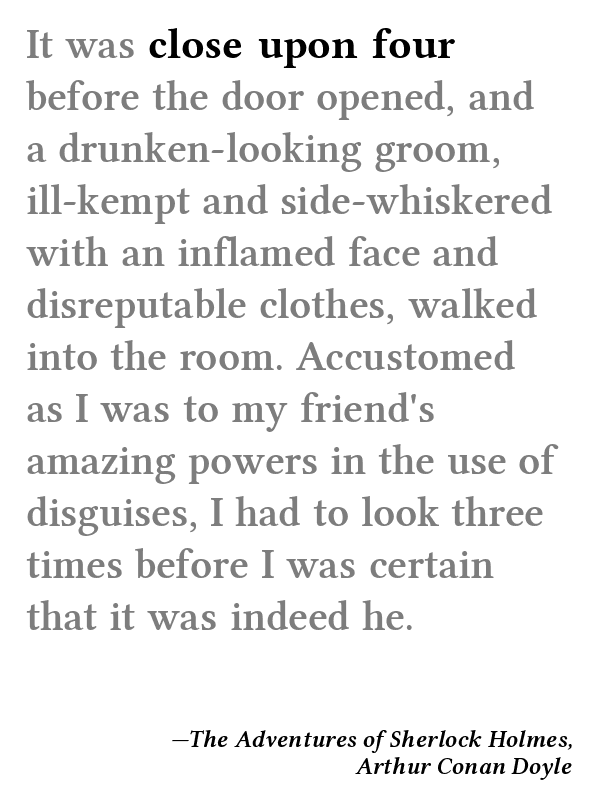 It was close upon four
before the door opened, and
a drunken-looking groom,
ill-kempt and side-whiskered
with an inflamed face and
disreputable clothes, walked
into the room. Accustomed
as I was to my friend's
amazing powers in the use of
disguises, I had to look three
times before I was certain
that it was indeed he.
—The Adventures of Sherlock Holmes,
Arthur Conan Doyle